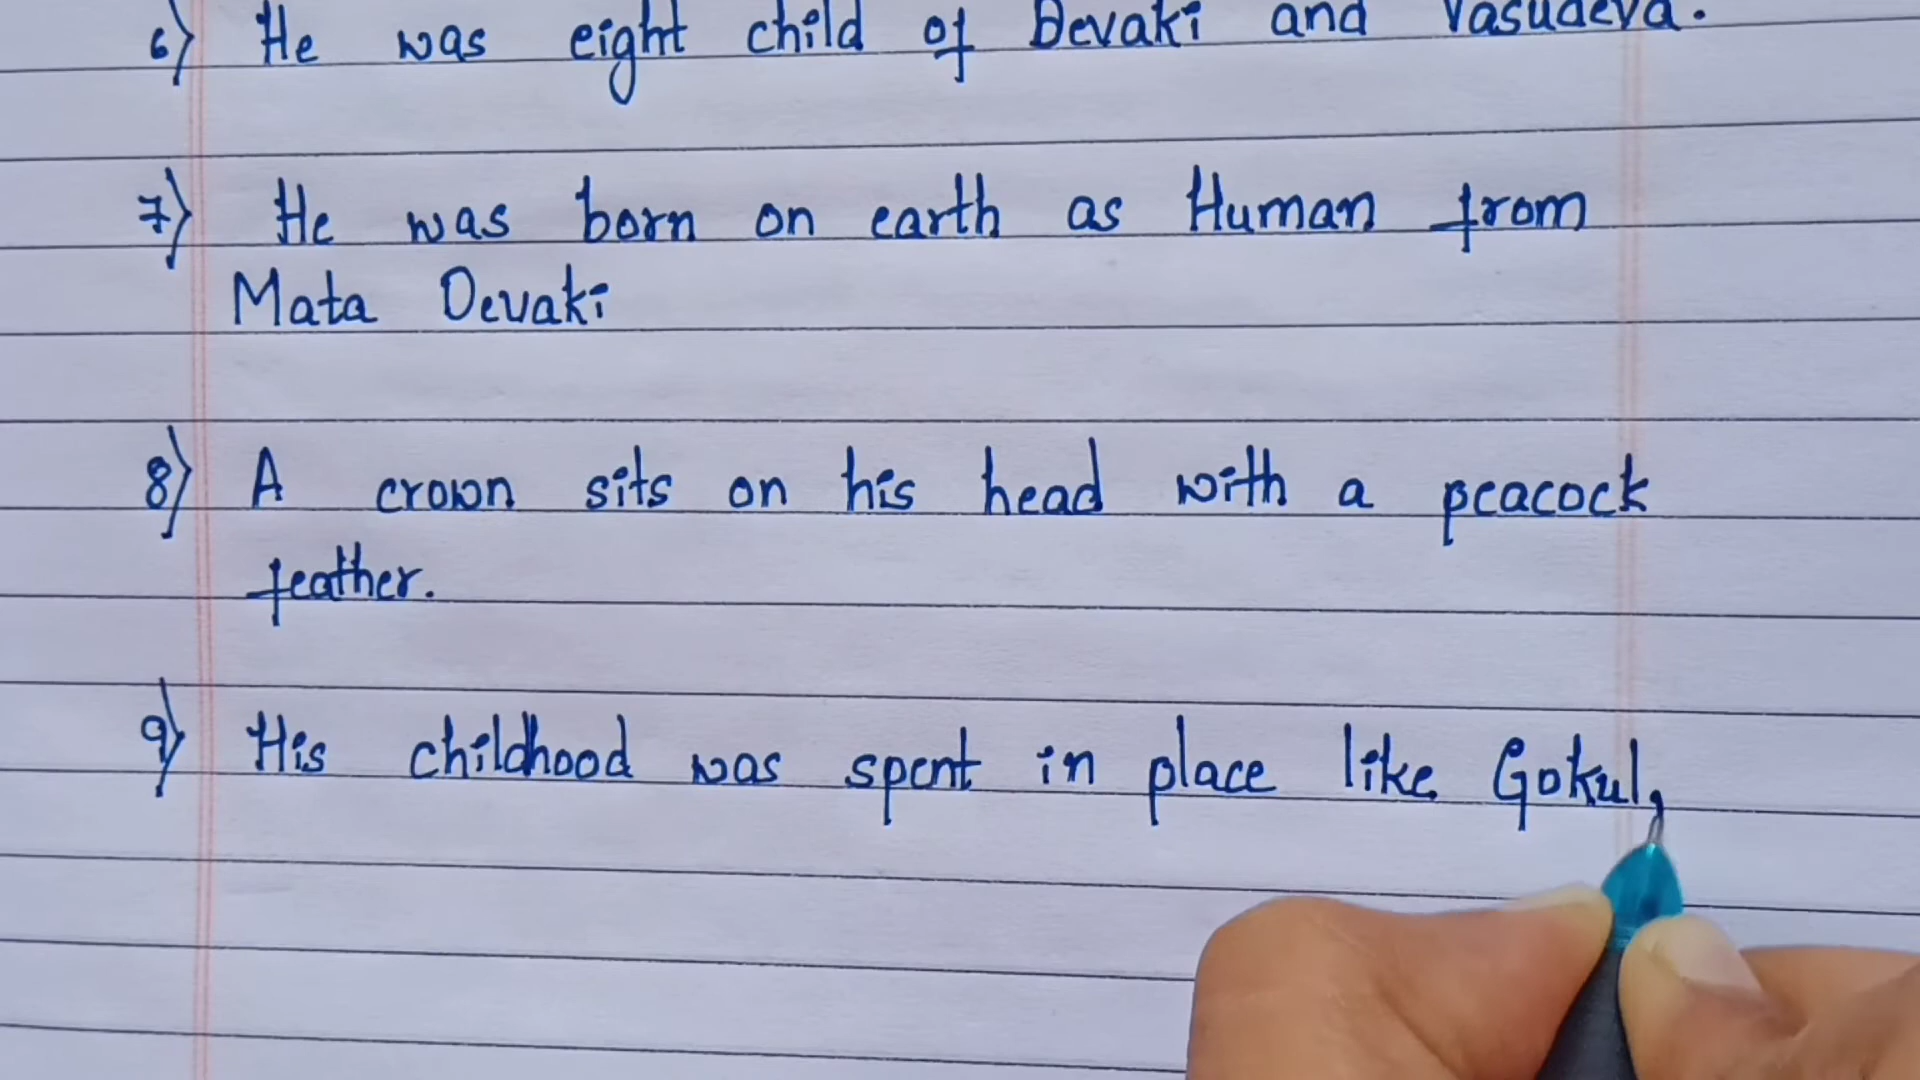 6) He was eight child of Devaki and Vasudeva.
7) He was born on earth as Human from
Mata Devaki
8) A crown sits on his head with a peacock
feather.
9) His childhood was spent in place like Gokul,